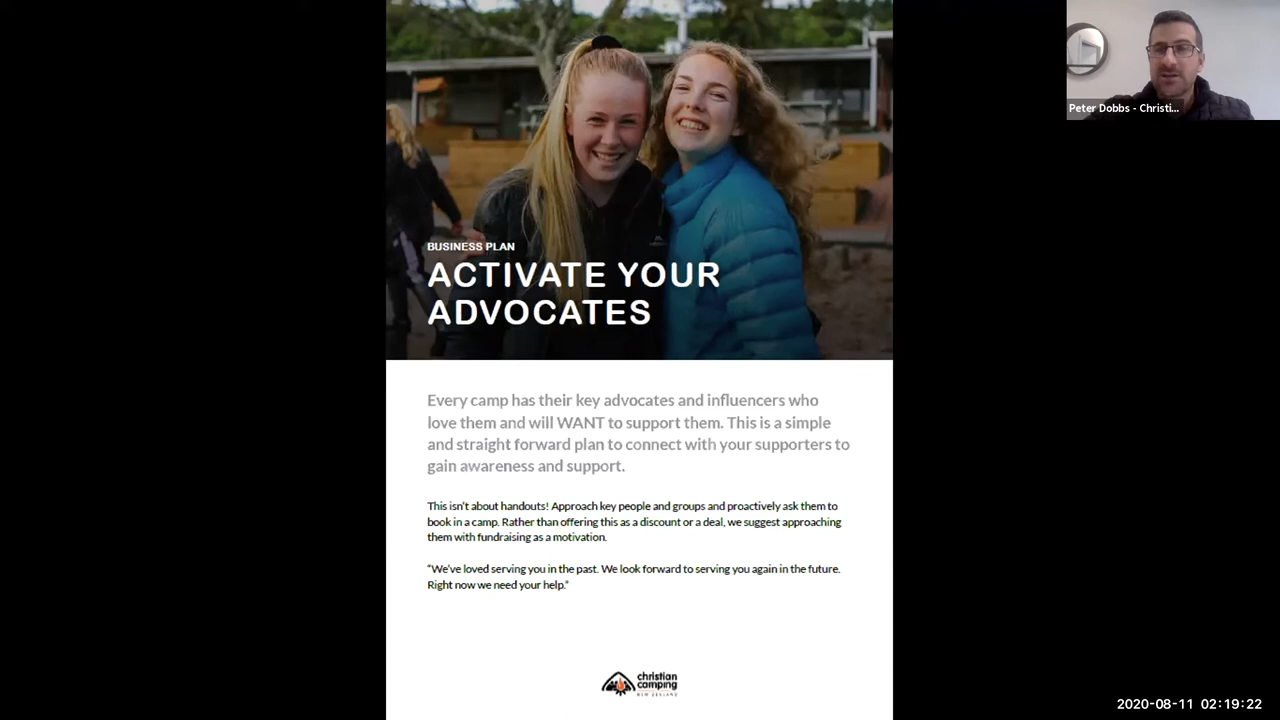 Peter Dobbs - Christi...
BUSINESS PLAN
ACTIVATE YOUR
ADVOCATES
Every camp has their key advocates and influencers who
love them and will WANT to support them. This is a simple
and straight forward plan to connect with your supporters to
gain awareness and support.
This isn't about handouts! Approach key people and groups and proactively ask them to
book in a camp. Rather than offering this as a discount or a deal, we suggest approaching
them with fundraising as a motivation.
“We've loved serving you in the past. We look forward to serving you again in the future.
Right now we need your help.”
christian
camping
NEW ZEALAND
2020-08-11 02:19:22